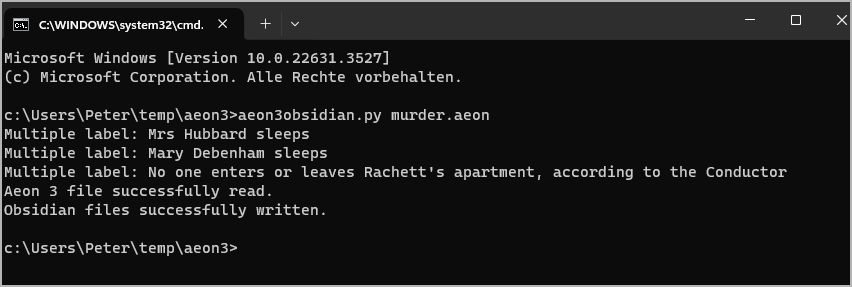 C:\WINDOWS\system32\cmd.
Microsoft Windows [Version 10.0.22631.3527]
(c) Microsoft Corporation. Alle Rechte vorbehalten.
c:\Users\Peter\temp\aeon3>aeon3obsidian.py murder.aeon
Multiple label: Mrs Hubbard sleeps
Multiple label: Mary Debenham sleeps
Multiple label: No one enters or leaves Rachett's apartment, according to the Conductor
Aeon 3 file successfully read.
Obsidian files successfully written.
c:\Users\Peter\temp\aeon3>